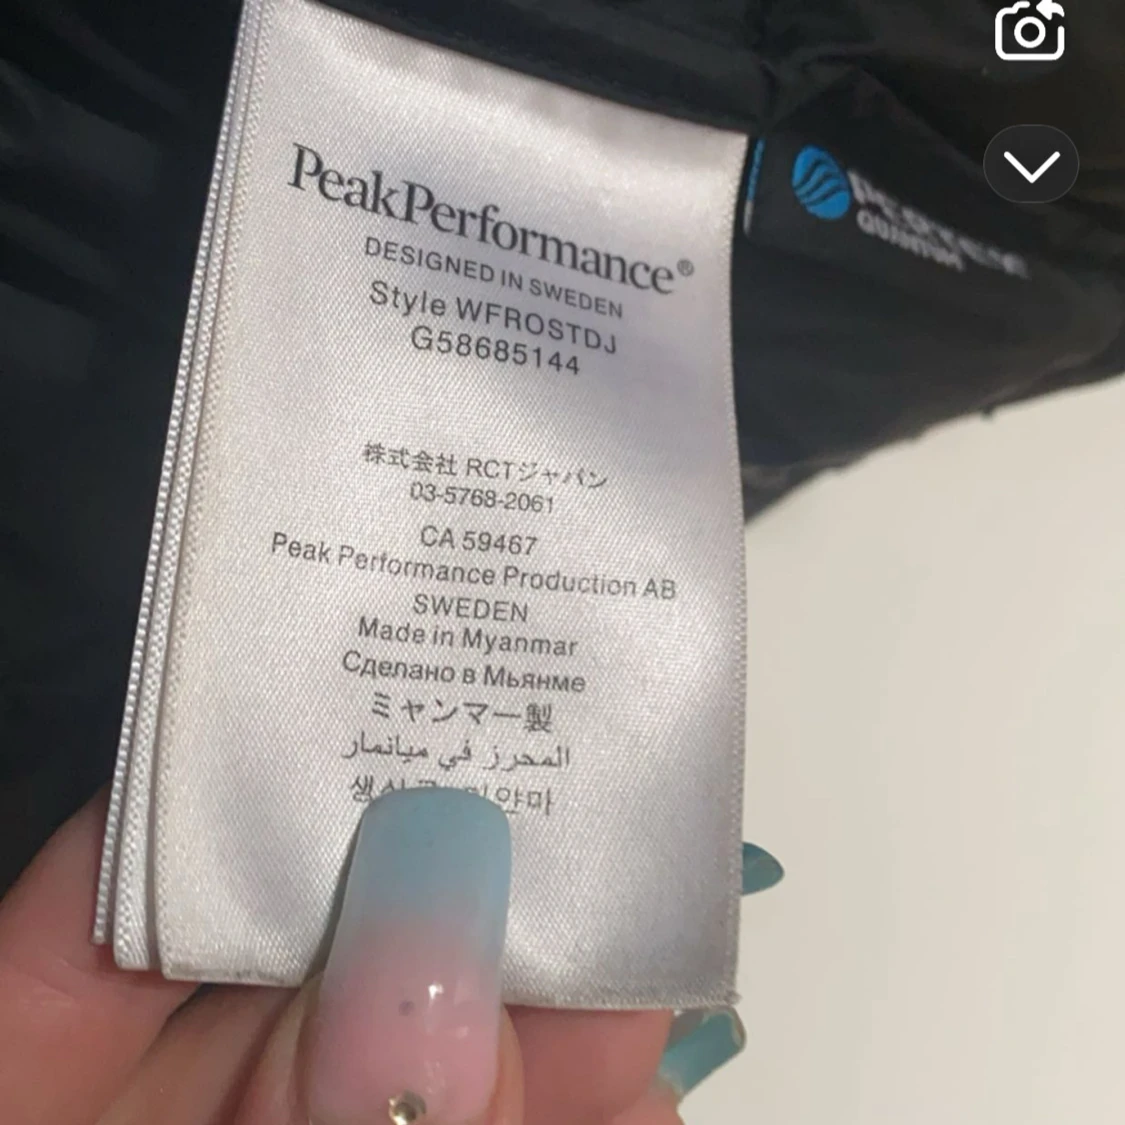 PeakPerformance®
DESIGNED IN SWEDEN
Style WFROSTDJ
G58685144
株式会社 RCTジャパン
03-5768-2061
CA 59467
Peak Performance Production AB
SWEDEN
Made in Myanmar
Сделано в Мьянме
ミャンマー製
المحرز في ميانمار
PERTEX
QUANTUM